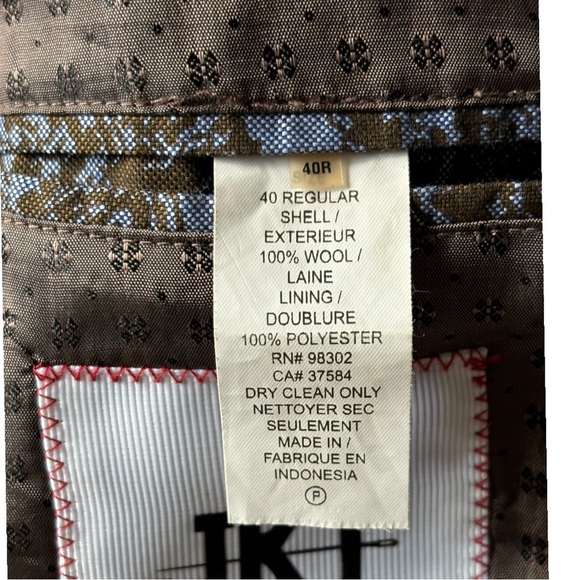 40R
40 REGULAR
SHELL /
EXTERIEUR
100% WOOL /
LAINE
LINING /
DOUBLURE
100% POLYESTER
RN# 98302
CA# 37584
DRY CLEAN ONLY
NETTOYER SEC
SEULEMENT
MADE IN /
FABRIQUE EN
INDONESIA
P